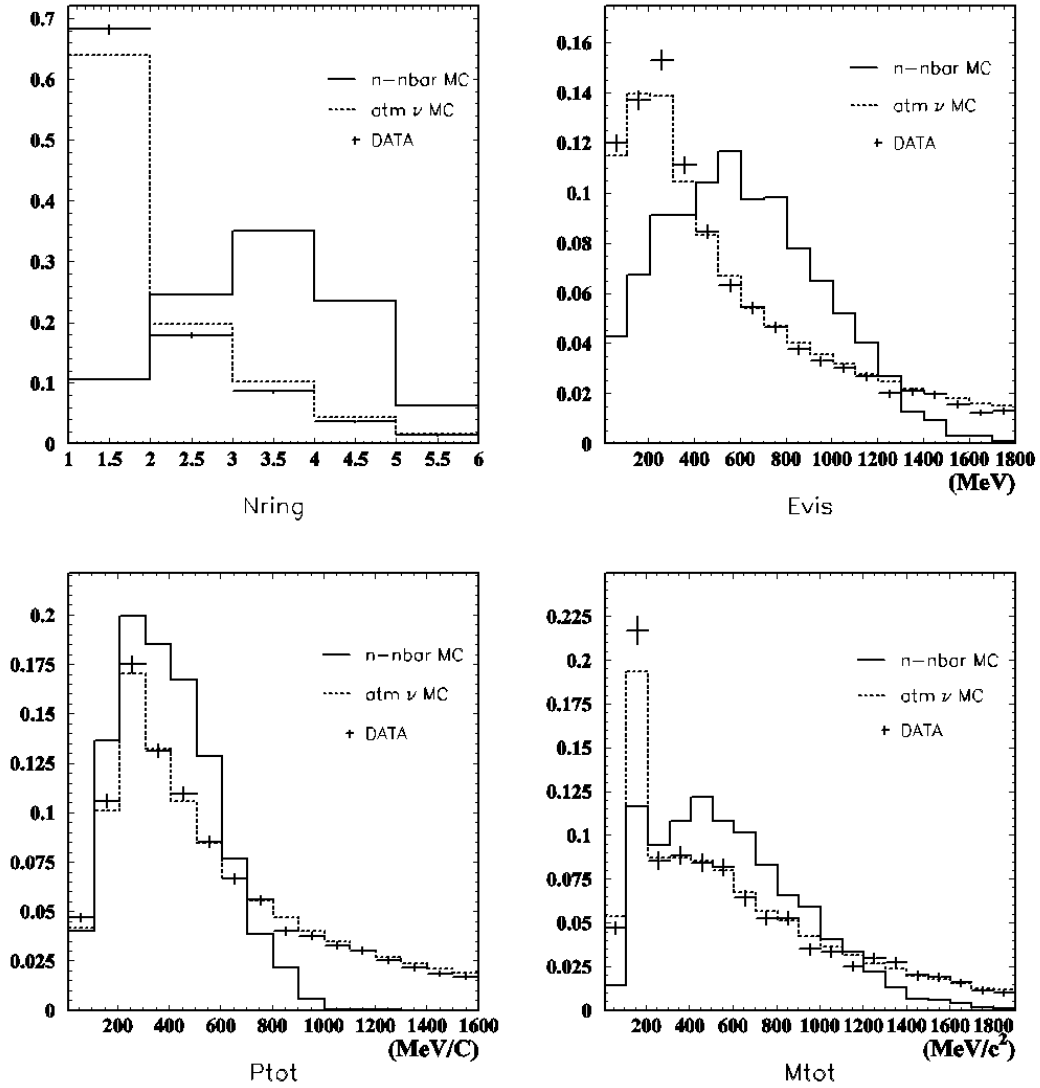 0.7
0.6
0.5
0.4
0.3
0.2
0.1
0
n-nbar MC
atm ν MC
DATA
1 1.5 2 2.5 3 3.5 4 4.5 5 5.5 6
Nring
0.16
0.14
0.12
0.1
0.08
0.06
0.04
0.02
0
n-nbar MC
atm ν MC
DATA
200 400 600 800 1000 1200 1400 1600 1800
(MeV)
Evis
0.2
0.175
0.15
0.125
0.1
0.075
0.05
0.025
0
n-nbar MC
atm ν MC
DATA
200 400 600 800 1000 1200 1400 1600
(MeV/C)
Ptot
0.225
0.2
0.175
0.15
0.125
0.1
0.075
0.05
0.025
0
n-nbar MC
atm ν MC
DATA
200 400 600 800 1000 1200 1400 1600 1800
(MeV/c²)
Mtot